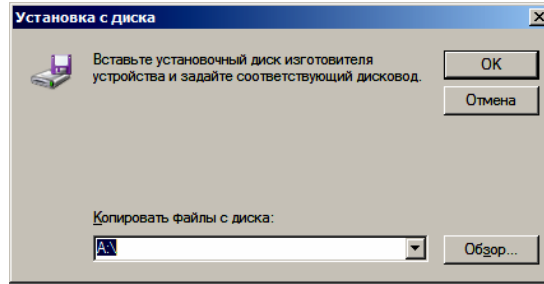 Установка с диска
Вставьте установочный диск изготовителя
устройства и задайте соответствующий дисковод.
OK
Отмена
Копировать файлы с диска:
A:\
Обзор...